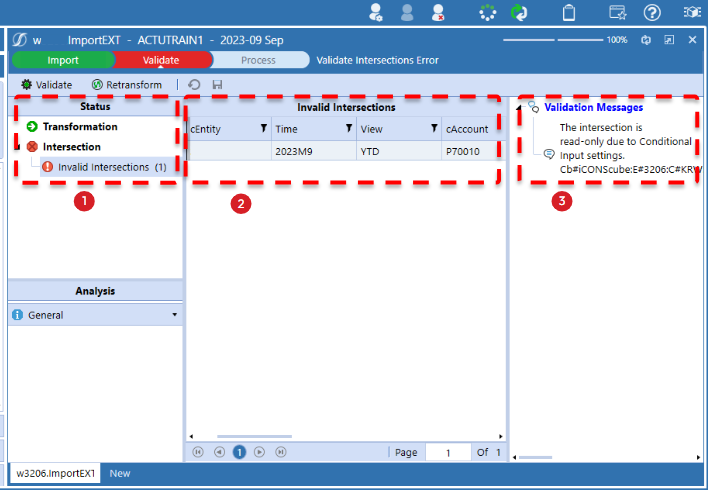 w ImportEXT - ACTUTRAIN1 - 2023-09 Sep
100%
Import
Validate
Process
Validate Intersections Error
Validate
Retransform
Status
Transformation
Intersection
Invalid Intersections (1)
1
Invalid Intersections
cEntity Time View cAccount
2023M9 YTD P70010
2
Validation Messages
The intersection is
read-only due to Conditional
Input settings.
Cb#iCONScube:E#3206:C#KRW
3
Analysis
General
1
Page 1 Of 1
w3206.ImportEXT
New